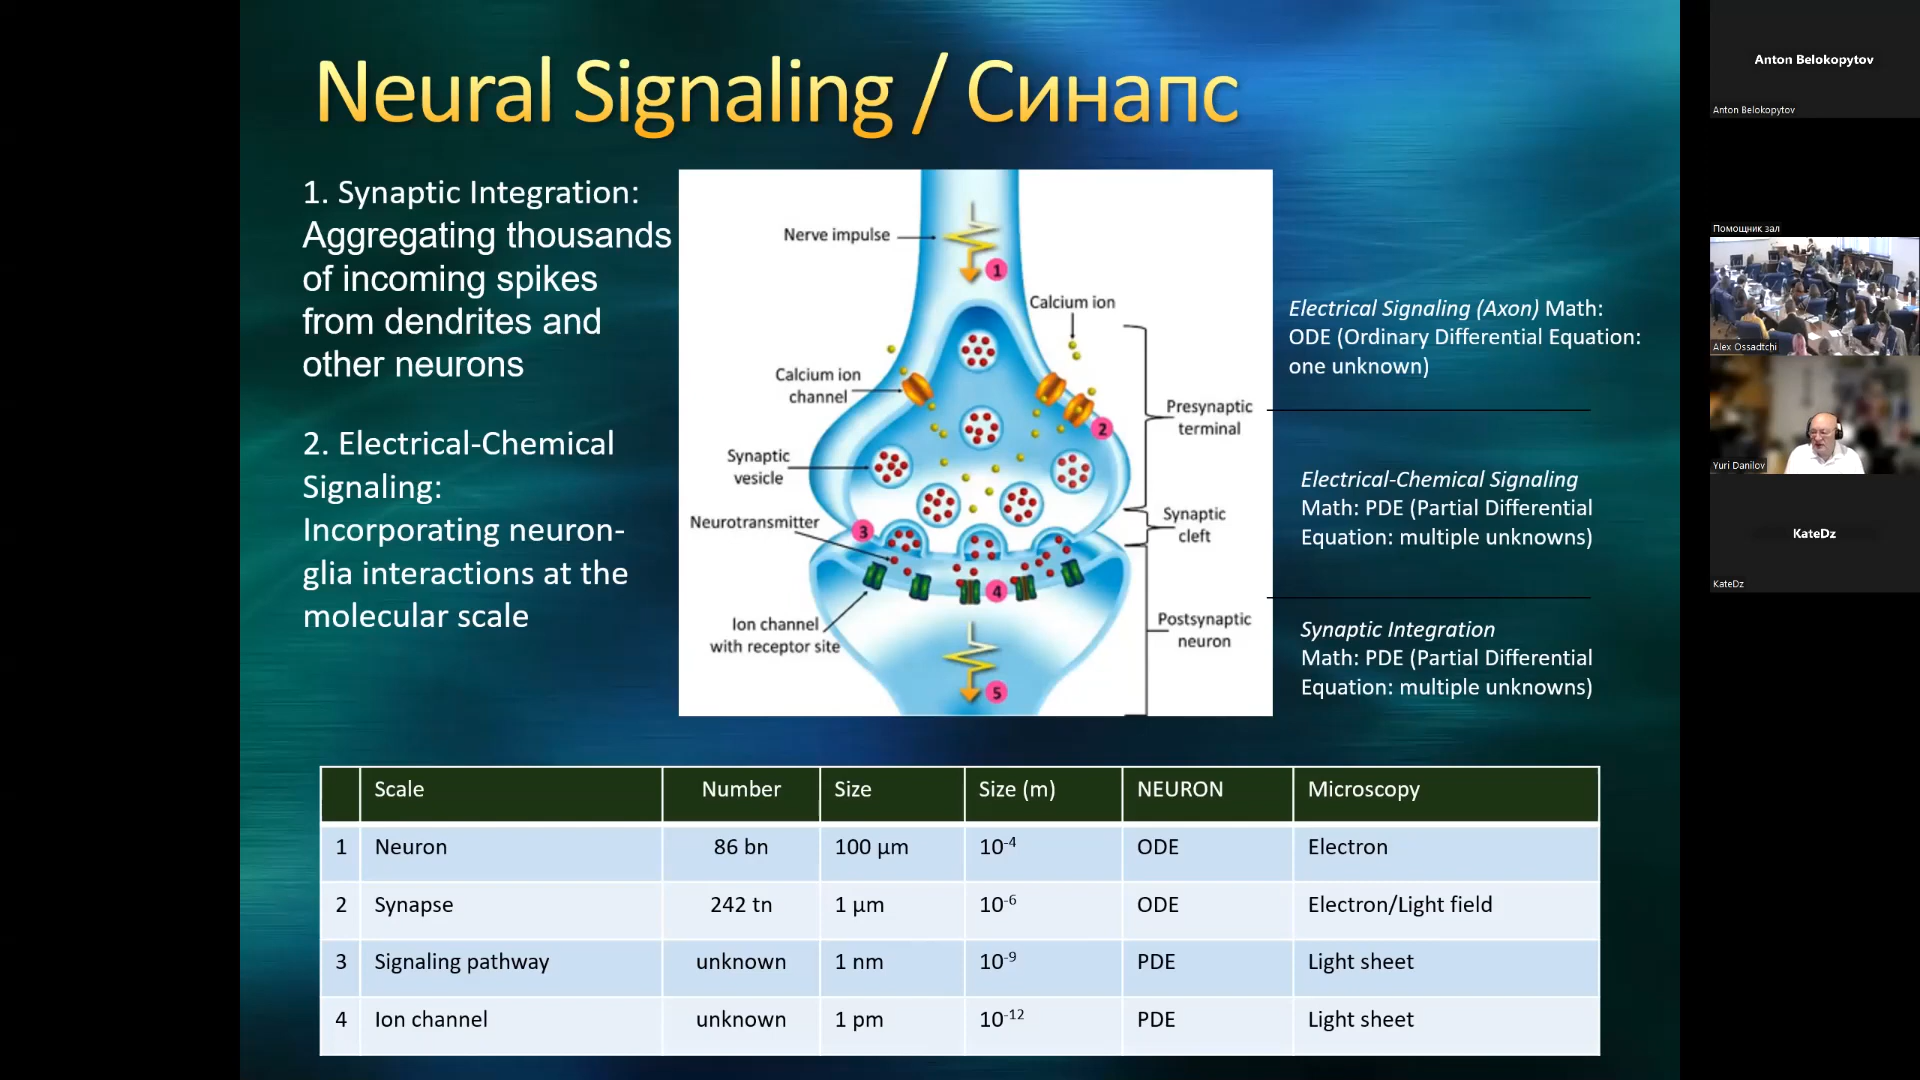 Neural Signaling / Синапс
1. Synaptic Integration:
Aggregating thousands
of incoming spikes
from dendrites and
other neurons
2. Electrical-Chemical
Signaling:
Incorporating neuron-
glia interactions at the
molecular scale
Nerve impulse
1
Calcium ion
Calcium ion
channel
2
Presynaptic
terminal
Synaptic
vesicle
Neurotransmitter
3
Synaptic
cleft
4
Ion channel
with receptor site
Postsynaptic
neuron
5
Electrical Signaling (Axon) Math:
ODE (Ordinary Differential Equation:
one unknown)
Electrical-Chemical Signaling
Math: PDE (Partial Differential
Equation: multiple unknowns)
Synaptic Integration
Math: PDE (Partial Differential
Equation: multiple unknowns)
Scale Number Size Size (m) NEURON Microscopy
1 Neuron 86 bn 100 µm 10⁻⁴ ODE Electron
2 Synapse 242 tn 1 µm 10⁻⁶ ODE Electron/Light field
3 Signaling pathway unknown 1 nm 10⁻⁹ PDE Light sheet
4 Ion channel unknown 1 pm 10⁻¹² PDE Light sheet
Anton Belokopytov
Anton Belokopytov
Помощник зал
Alex Ossadtchi
Yuri Danilov
KateDz
KateDz